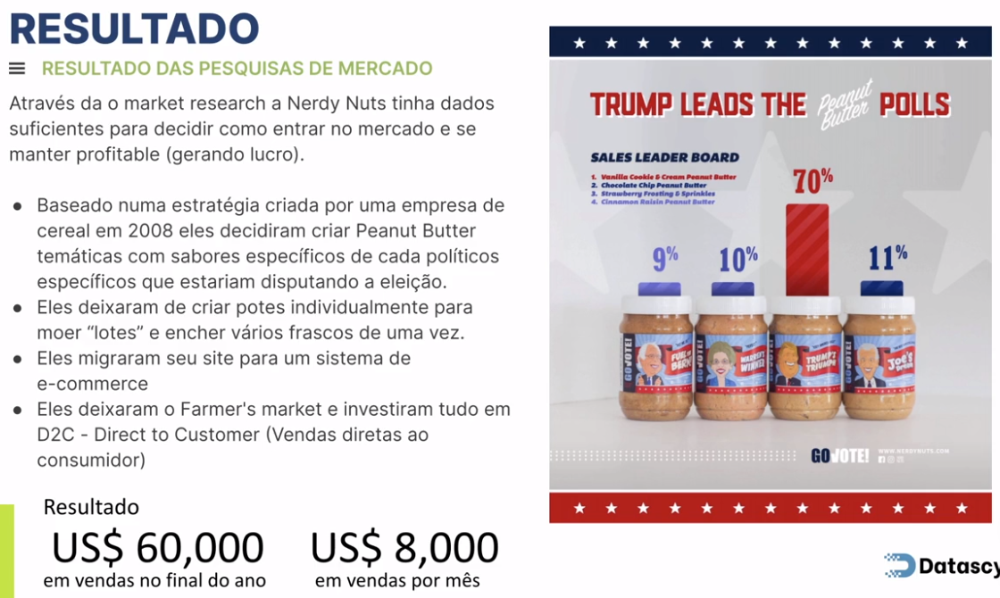 RESULTADO
RESULTADO DAS PESQUISAS DE MERCADO
Através da o market research a Nerdy Nuts tinha dados
suficientes para decidir como entrar no mercado e se
manter profitable (gerando lucro).
● Baseado numa estratégia criada por uma empresa de
cereal em 2008 eles decidiram criar Peanut Butter
temáticas com sabores específicos de cada políticos
específicos que estariam disputando a eleição.
● Eles deixaram de criar potes individualmente para
moer “lotes” e encher vários frascos de uma vez.
● Eles migraram seu site para um sistema de
e-commerce
● Eles deixaram o Farmer's market e investiram tudo em
D2C - Direct to Customer (Vendas diretas ao
consumidor)
Resultado
US$ 60,000
em vendas no final do ano
US$ 8,000
em vendas por mês
TRUMP LEADS THE Peanut Butter POLLS
SALES LEADER BOARD
1. Vanilla Cookie & Cream Peanut Butter
2. Chocolate Chip Peanut Butter
3. Strawberry Frosting & Sprinkles
4. Cinnamon Raisin Peanut Butter
9%
10%
70%
11%
GOVOTE!
GOVOTE!
WARREN'S
WINNER
GOVOTE!
TRUMP'S
TRIUMPH
GOVOTE!
JOE'S
GOVOTE!
WWW.NERDYNUTS.COM
Datascy